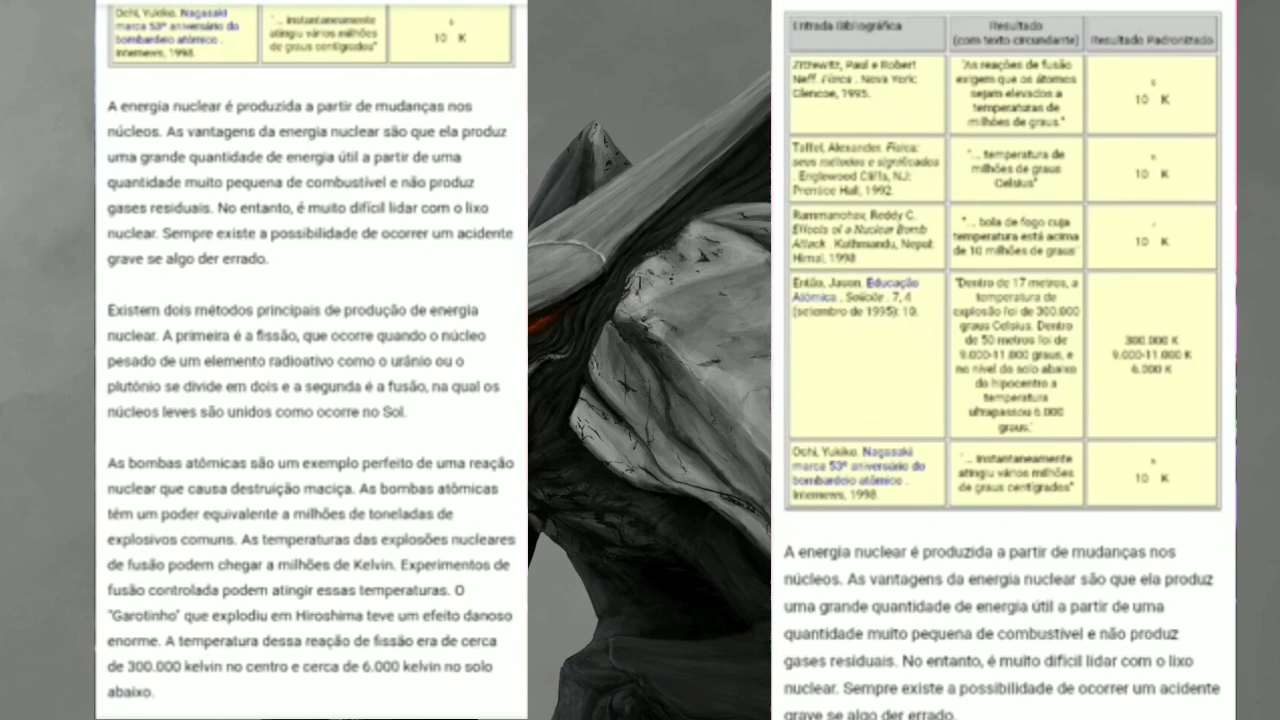 Ochi, Yukiko. Nagasaki
marca 53º aniversário do
bombardeio atômico .
Internews, 1998.
"... instantaneamente
atingiu vários milhões
de graus centígrados"
10 K
A energia nuclear é produzida a partir de mudanças nos
núcleos. As vantagens da energia nuclear são que ela produz
uma grande quantidade de energia útil a partir de uma
quantidade muito pequena de combustível e não produz
gases residuais. No entanto, é muito difícil lidar com o lixo
nuclear. Sempre existe a possibilidade de ocorrer um acidente
grave se algo der errado.
Existem dois métodos principais de produção de energia
nuclear. A primeira é a fissão, que ocorre quando o núcleo
pesado de um elemento radioativo como o urânio ou o
plutônio se divide em dois e a segunda é a fusão, na qual os
núcleos leves são unidos como ocorre no Sol.
As bombas atômicas são um exemplo perfeito de uma reação
nuclear que causa destruição maciça. As bombas atômicas
têm um poder equivalente a milhões de toneladas de
explosivos comuns. As temperaturas das explosões nucleares
de fusão podem chegar a milhões de Kelvin. Experimentos de
fusão controlada podem atingir essas temperaturas. O
"Garotinho" que explodiu em Hiroshima teve um efeito danoso
enorme. A temperatura dessa reação de fissão era de cerca
de 300.000 kelvin no centro e cerca de 6.000 kelvin no solo
abaixo.
Entrada Bibliográfica
Resultado
(com texto circundante)
Resultado Padronizado
Zitzewitz, Paul e Robert
Neff. Física . Nova York:
Glencoe, 1995.
"As reações de fusão
exigem que os átomos
sejam elevados a
temperaturas de
milhões de graus."
10 K
Taffel, Alexander. Física:
seus métodos e significados
. Englewood Cliffs, NJ:
Prentice Hall, 1992.
"... temperatura de
milhões de graus
Celsius"
10 K
Rammanohav, Reddy C.
Effects of a Nuclear Bomb
Attack . Kathmandu, Nepal:
Himal, 1998.
"... bola de fogo cuja
temperatura está acima
de 10 milhões de graus"
10 K
Então, Jason. Educação
Atômica . 7, 4
(setembro de 1995): 10.
"Dentro de 17 metros, a
temperatura de
explosão foi de 300.000
graus Celsius. Dentro
de 50 metros foi de
9.000-11.000 graus, e
no nível do solo abaixo
do hipocentro a
temperatura
ultrapassou 6.000
graus."
300.000 K
9.000-11.000 K
6.000 K
Ochi, Yukiko. Nagasaki
marca 53º aniversário do
bombardeio atômico .
Internews, 1998.
"... instantaneamente
atingiu vários milhões
de graus centígrados"
10 K
A energia nuclear é produzida a partir de mudanças nos
núcleos. As vantagens da energia nuclear são que ela produz
uma grande quantidade de energia útil a partir de uma
quantidade muito pequena de combustível e não produz
gases residuais. No entanto, é muito difícil lidar com o lixo
nuclear. Sempre existe a possibilidade de ocorrer um acidente
grave se algo der errado.